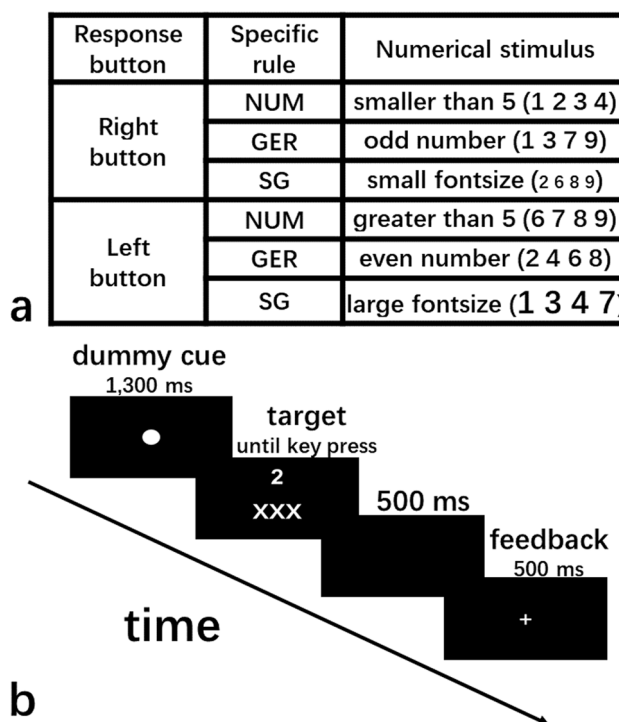 Response button Specific rule Numerical stimulus
Right button NUM smaller than 5 (1 2 3 4)
GER odd number (1 3 7 9)
SG small fontsize (2 6 8 9)
Left button NUM greater than 5 (6 7 8 9)
GER even number (2 4 6 8)
SG large fontsize (1 3 4 7)
a
dummy cue
1,300 ms
target
until key press
2
XXX
500 ms
feedback
500 ms
+
time
b